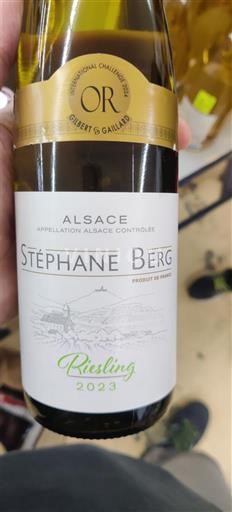 INTERNATIONAL CHALLENGE 2024
OR
GILBERT & GAILLARD
ALSACE
APPELLATION ALSACE CONTRÔLÉE
STÉPHANE BERG
PRODUIT DE FRANCE
Riesling
2023